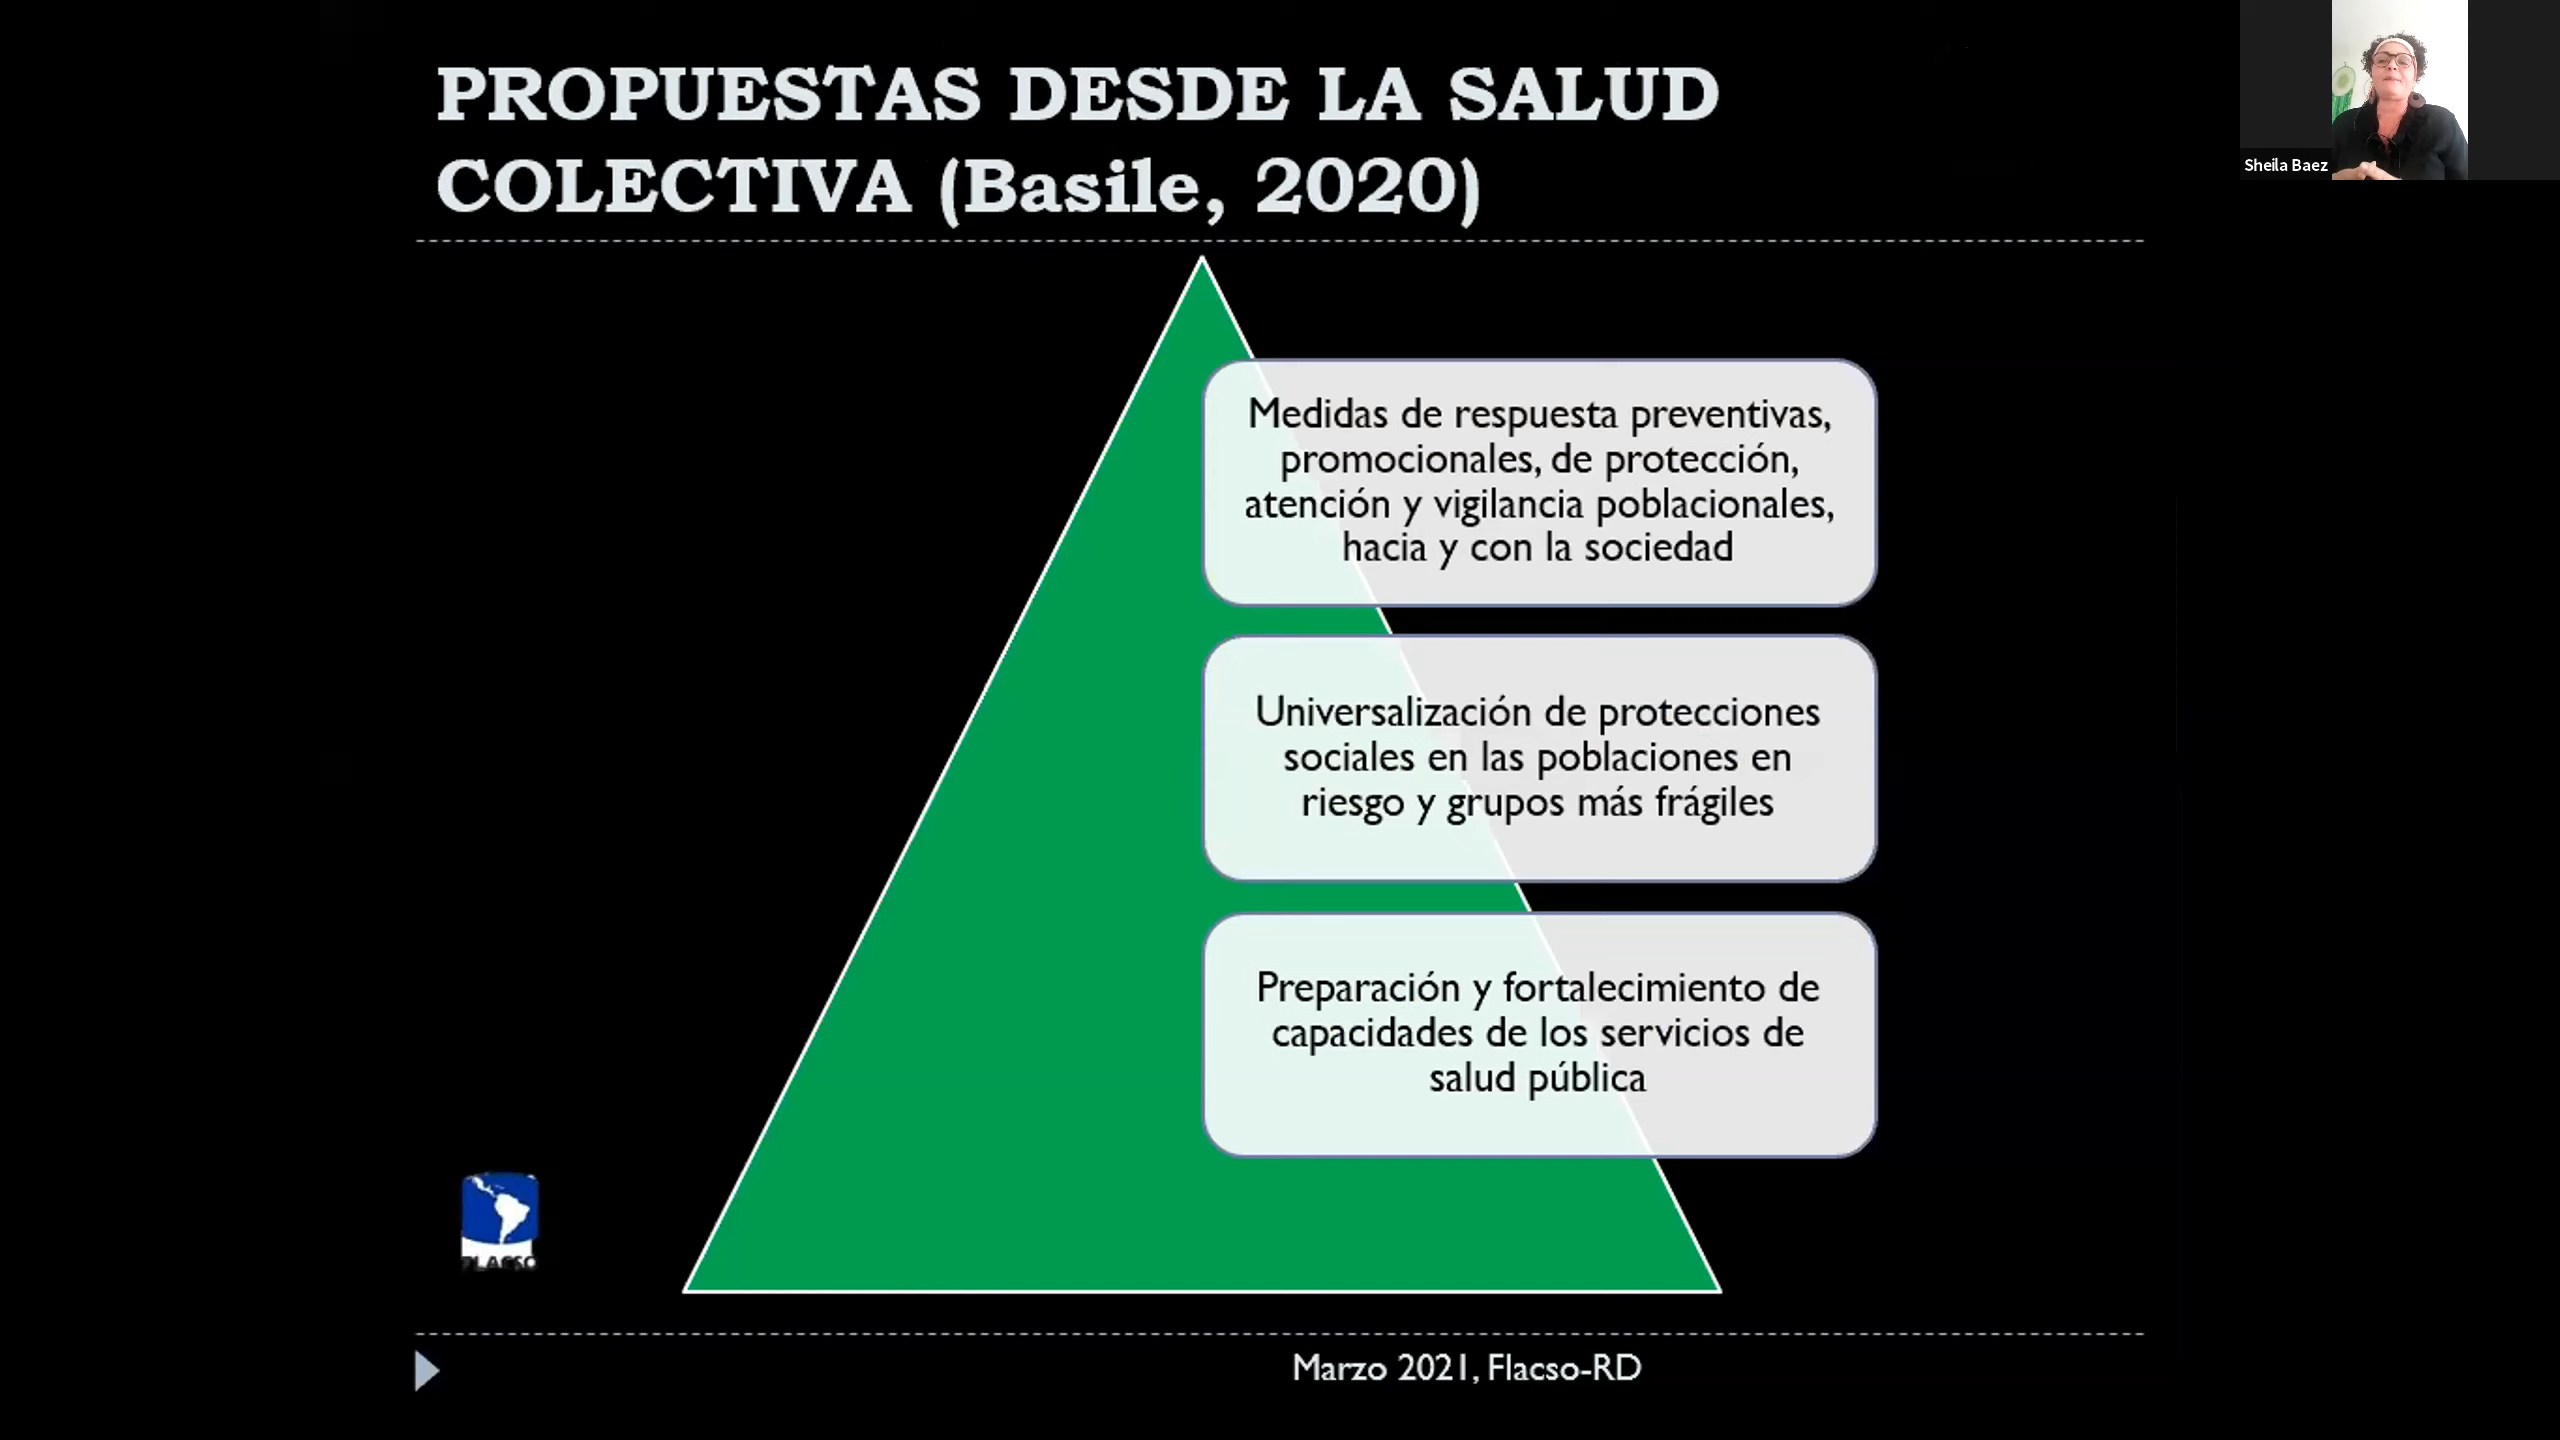 PROPUESTAS DESDE LA SALUD
COLECTIVA (Basile, 2020)
Sheila Baez
Medidas de respuesta preventivas,
promocionales, de protección,
atención y vigilancia poblacionales,
hacia y con la sociedad
Universalización de protecciones
sociales en las poblaciones en
riesgo y grupos más frágiles
Preparación y fortalecimiento de
capacidades de los servicios de
salud pública
FLACSO
Marzo 2021, Flacso-RD